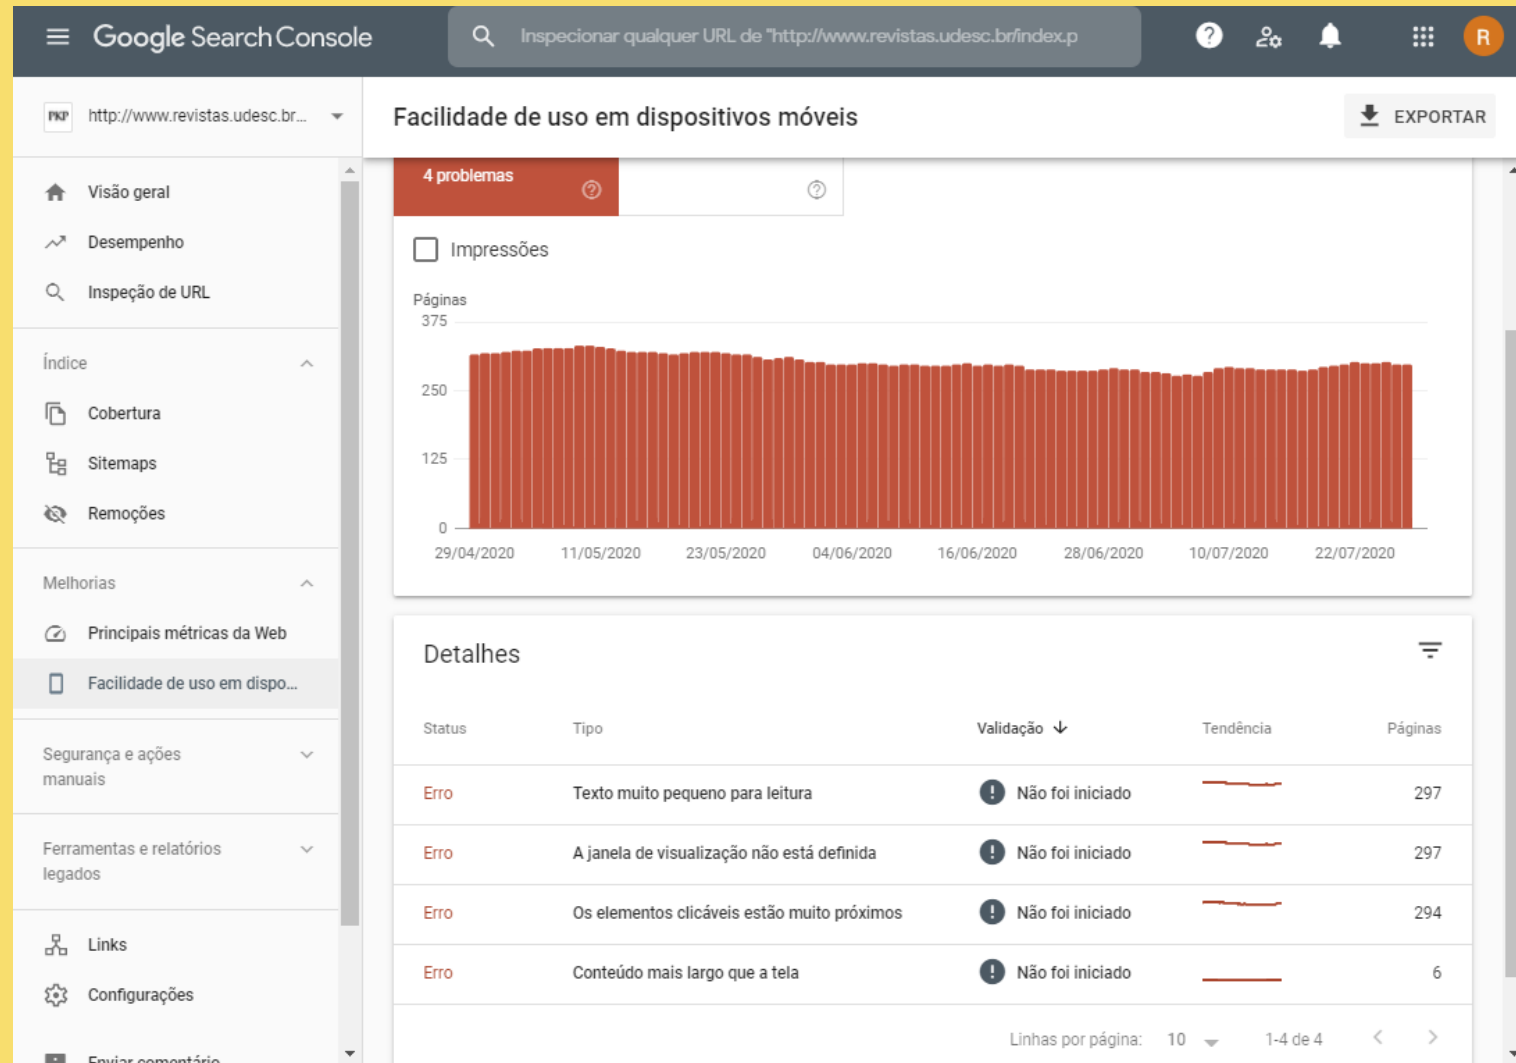 Google Search Console
Inspecionar qualquer URL de "http://www.revistas.udesc.br/index.p
R
PKP
http://www.revistas.udesc.br...
Facilidade de uso em dispositivos móveis
EXPORTAR
Visão geral
Desempenho
Inspeção de URL
Índice
Cobertura
Sitemaps
Remoções
Melhorias
Principais métricas da Web
Facilidade de uso em dispo...
Segurança e ações
manuais
Ferramentas e relatórios
legados
Links
Configurações
Enviar comentário
4 problemas
Impressões
Páginas
375
250
125
0
29/04/2020 11/05/2020 23/05/2020 04/06/2020 16/06/2020 28/06/2020 10/07/2020 22/07/2020
Detalhes
Status Tipo Validação Tendência Páginas
Erro Texto muito pequeno para leitura Não foi iniciado 297
Erro A janela de visualização não está definida Não foi iniciado 297
Erro Os elementos clicáveis estão muito próximos Não foi iniciado 294
Erro Conteúdo mais largo que a tela Não foi iniciado 6
Linhas por página: 10 1-4 de 4